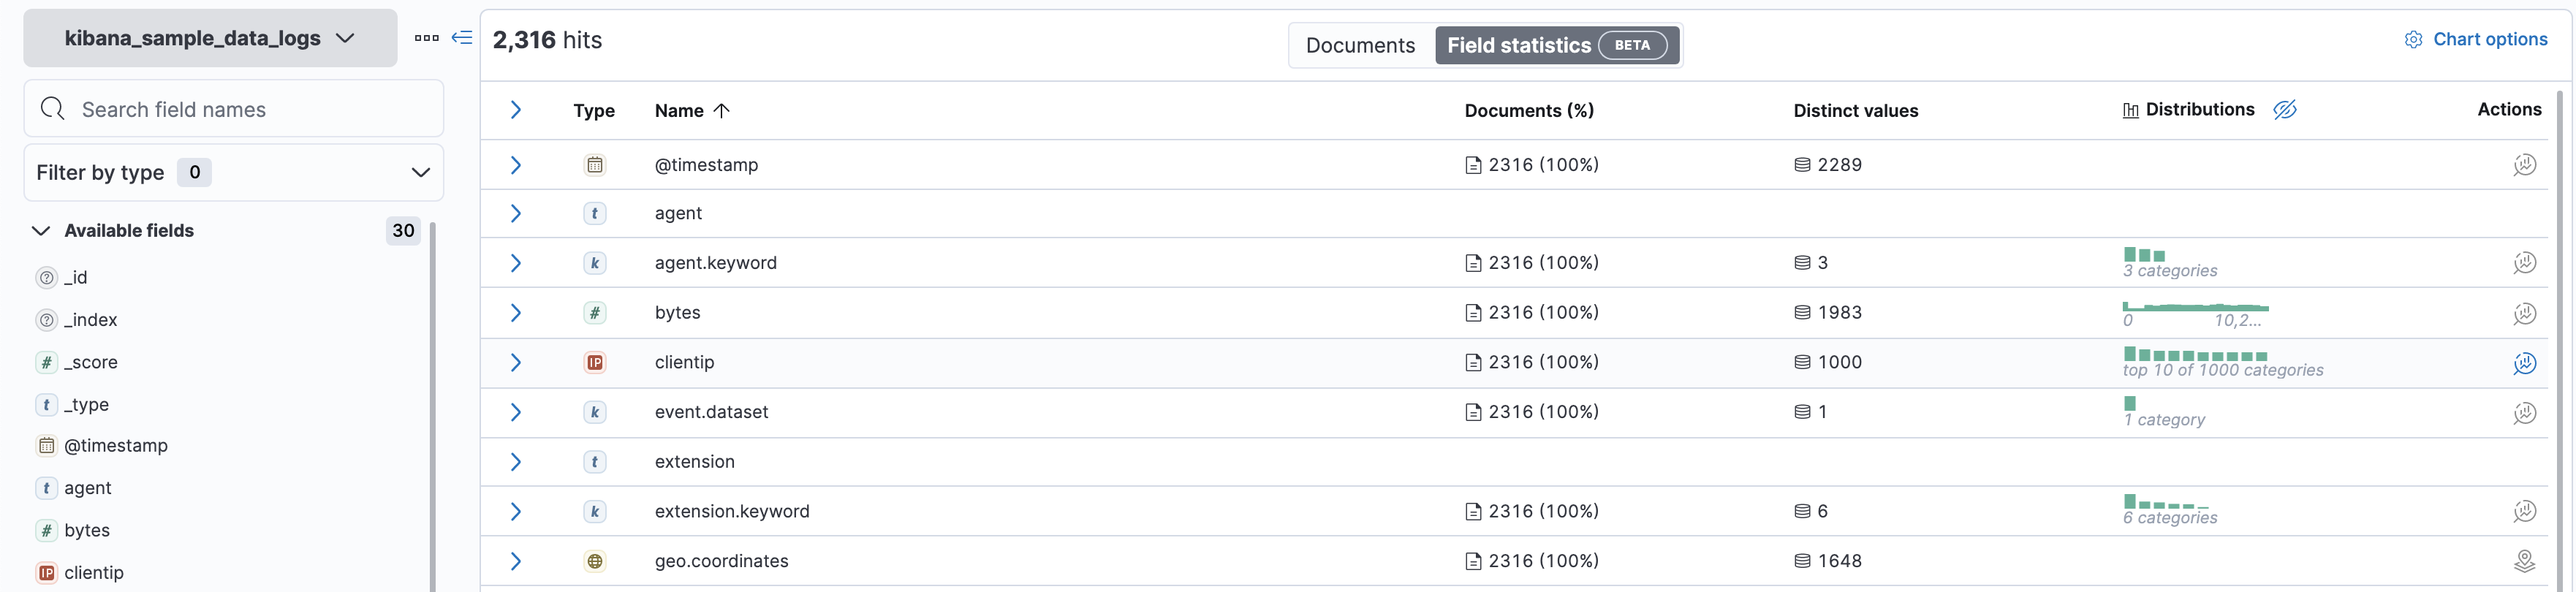 kibana_sample_data_logs
Search field names
Filter by type 0
Available fields 30
? _id
? _index
# _score
t _type
@timestamp
t agent
# bytes
IP clientip
2,316 hits
Documents Field statistics BETA
Chart options
Type Name Documents (%) Distinct values Distributions Actions
@timestamp 2316 (100%) 2289
t agent
k agent.keyword 2316 (100%) 3 3 categories
# bytes 2316 (100%) 1983 0 10,2...
IP clientip 2316 (100%) 1000 top 10 of 1000 categories
k event.dataset 2316 (100%) 1 1 category
t extension
k extension.keyword 2316 (100%) 6 6 categories
geo.coordinates 2316 (100%) 1648